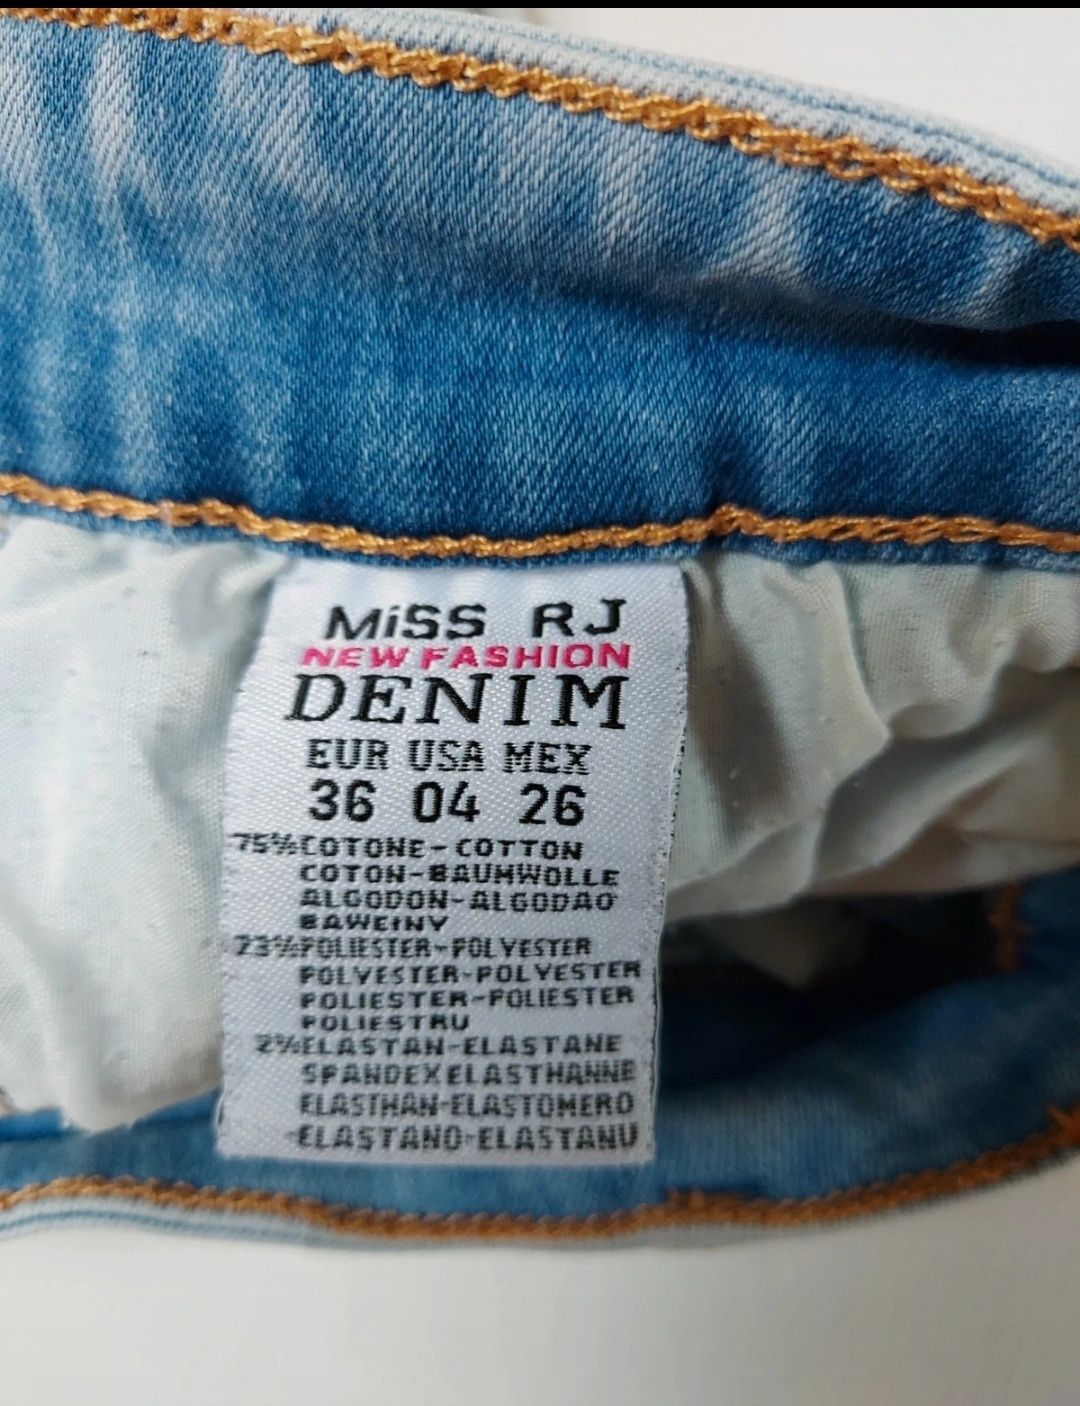 MiSS RJ
NEW FASHION
DENIM
EUR USA MEX
36 04 26
75%COTONE-COTTON
COTON-BAUMWOLLE
ALGODON-ALGODAO
BAWEINY
23%POLIESTER-POLYESTER
POLYESTER-POLYESTER
POLIESTER-POLIESTER
POLIESTRU
2%ELASTAN-ELASTANE
SPANDEXELASTHANNE
ELASTHAN-ELASTOMERO
-ELASTANO-ELASTANU